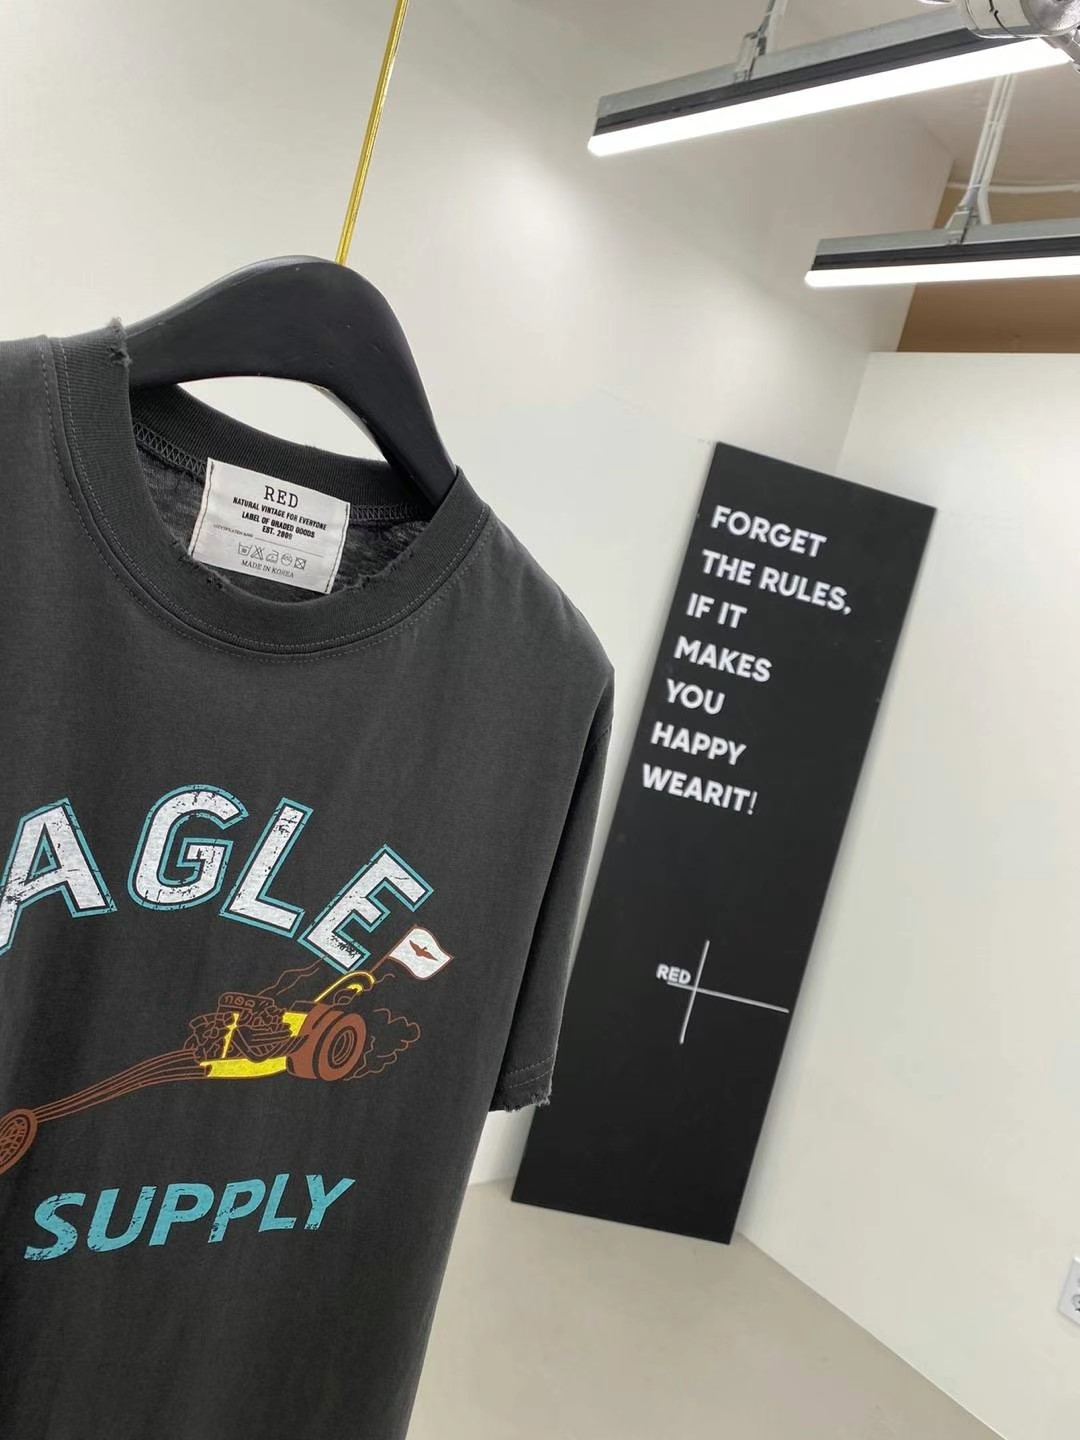 RED
NATURAL VINTAGE FOR EVERYONE
LABEL OF GRADED GOODS
EST. 2009
MADE IN KOREA
AGLE
SUPPLY
FORGET
THE RULES,
IF IT
MAKES
YOU
HAPPY
WEARIT!
RED